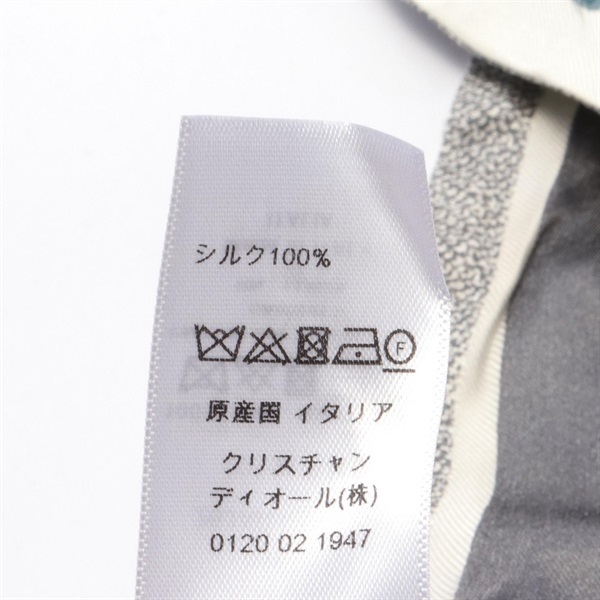 シルク100%
F
原産国 イタリア
クリスチャン
ディオール(株)
0120 02 1947